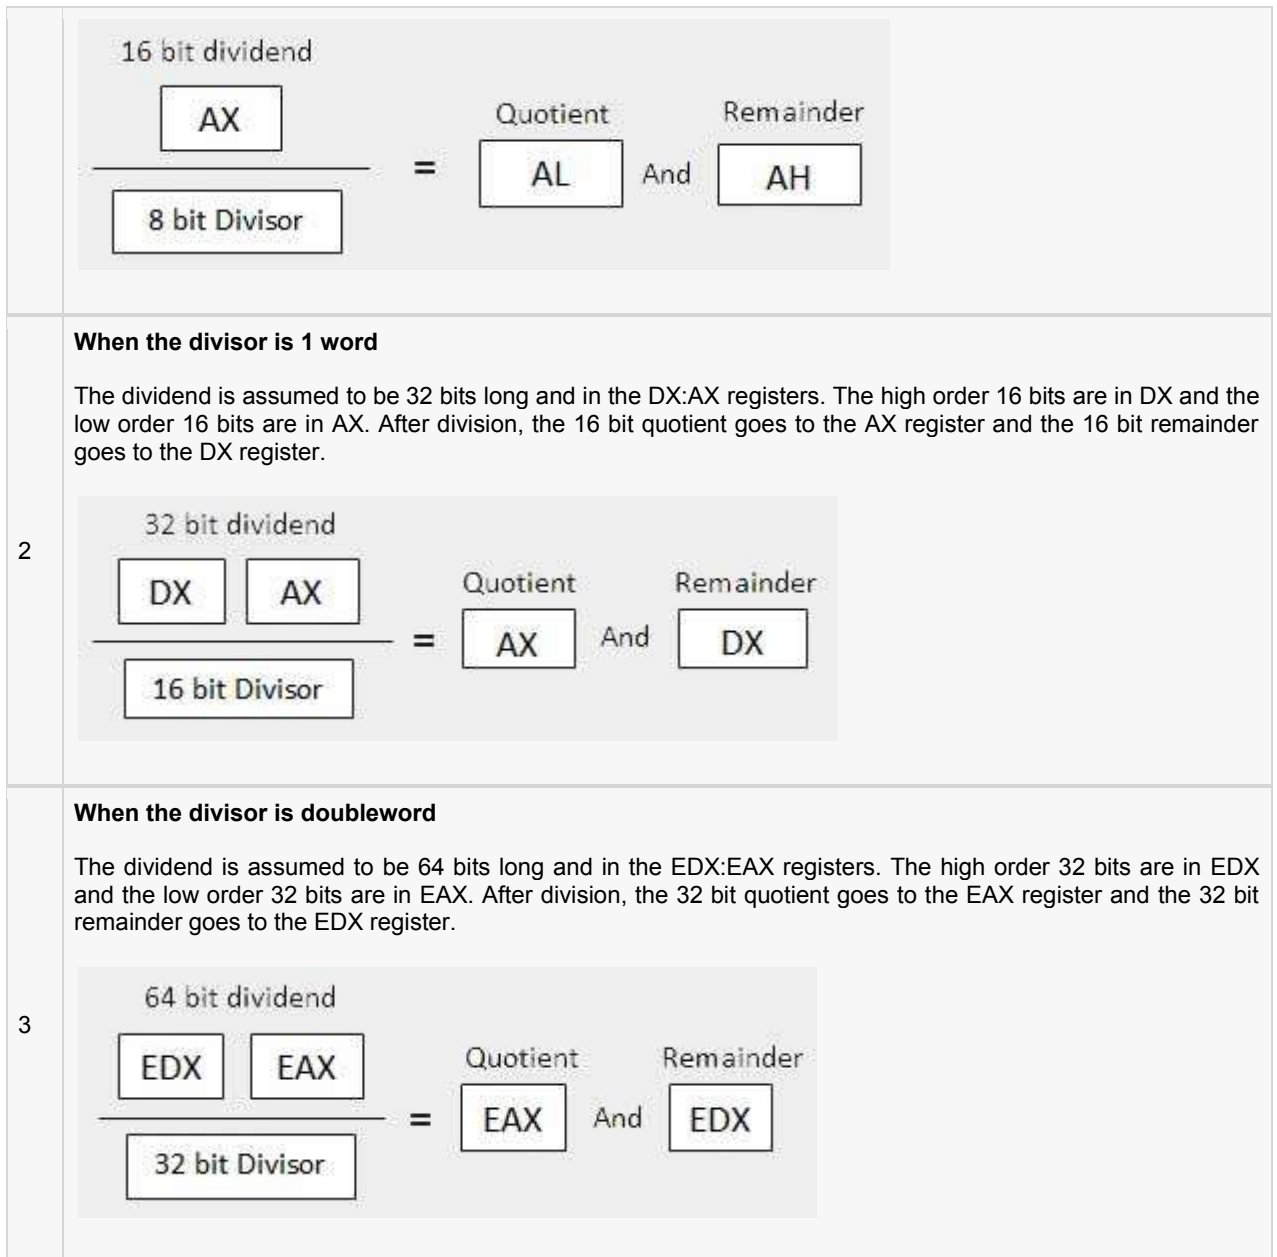 16 bit dividend
AX
Quotient
Remainder
=
AL
And
AH
8 bit Divisor
When the divisor is 1 word
The dividend is assumed to be 32 bits long and in the DX:AX registers. The high order 16 bits are in DX and the
low order 16 bits are in AX. After division, the 16 bit quotient goes to the AX register and the 16 bit remainder
goes to the DX register.
2
32 bit dividend
DX
AX
Quotient
Remainder
=
AX
And
DX
16 bit Divisor
When the divisor is doubleword
The dividend is assumed to be 64 bits long and in the EDX:EAX registers. The high order 32 bits are in EDX
and the low order 32 bits are in EAX. After division, the 32 bit quotient goes to the EAX register and the 32 bit
remainder goes to the EDX register.
3
64 bit dividend
EDX
EAX
Quotient
Remainder
=
EAX
And
EDX
32 bit Divisor